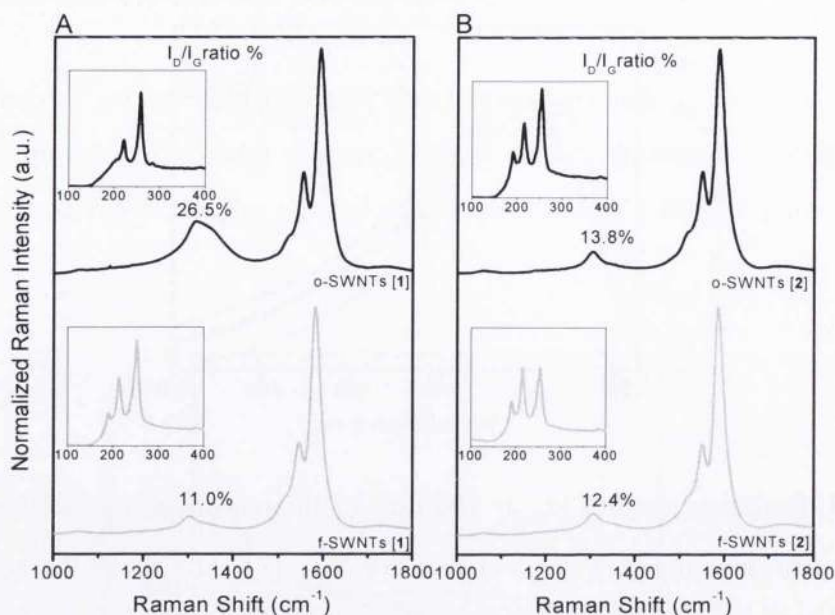 A
I_D/I_G ratio %
100 200 300 400
26.5%
o-SWNTs [1]
100 200 300 400
11.0%
f-SWNTs [1]
1000 1200 1400 1600 1800
Raman Shift (cm⁻¹)
Normalized Raman Intensity (a.u.)
B
I_D/I_G ratio %
100 200 300 400
13.8%
o-SWNTs [2]
100 200 300 400
12.4%
f-SWNTs [2]
1000 1200 1400 1600 1800
Raman Shift (cm⁻¹)